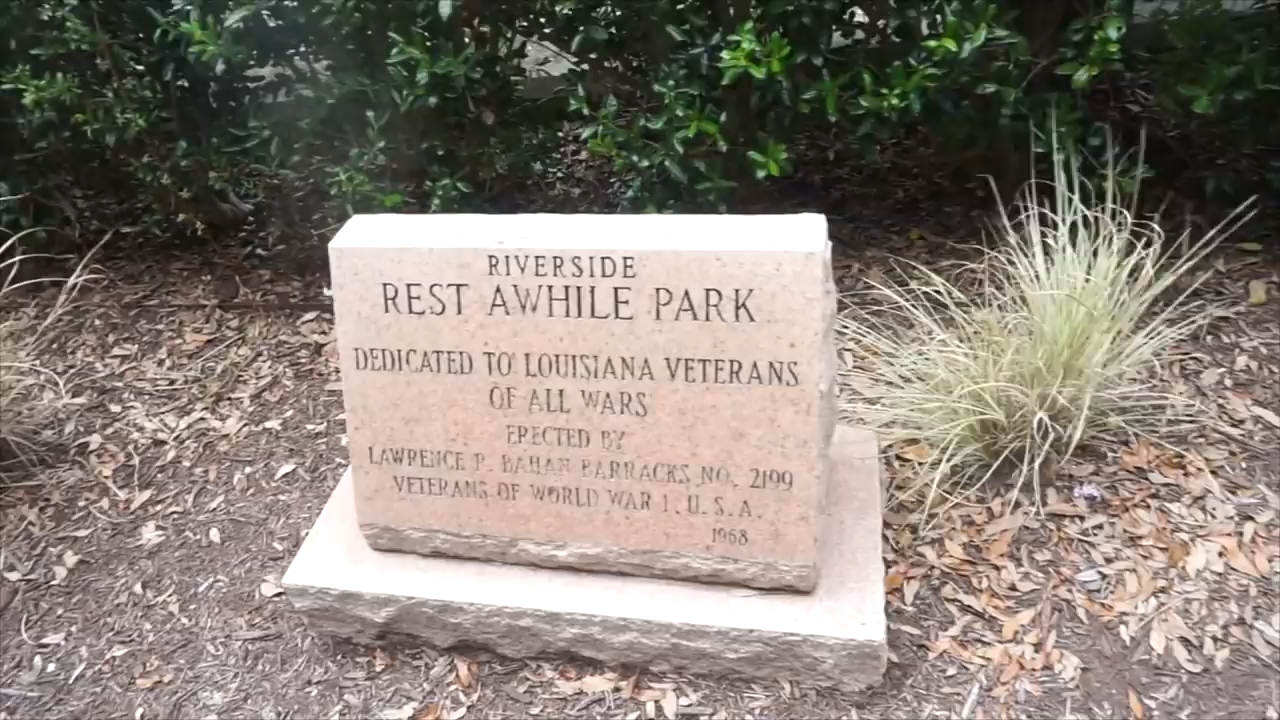 RIVERSIDE
REST AWHILE PARK
DEDICATED TO LOUISIANA VETERANS
OF ALL WARS
ERECTED BY
LAWRENCE P. BAHAN BARRACKS, NO. 2199
VETERANS OF WORLD WAR I. U.S.A.
1968